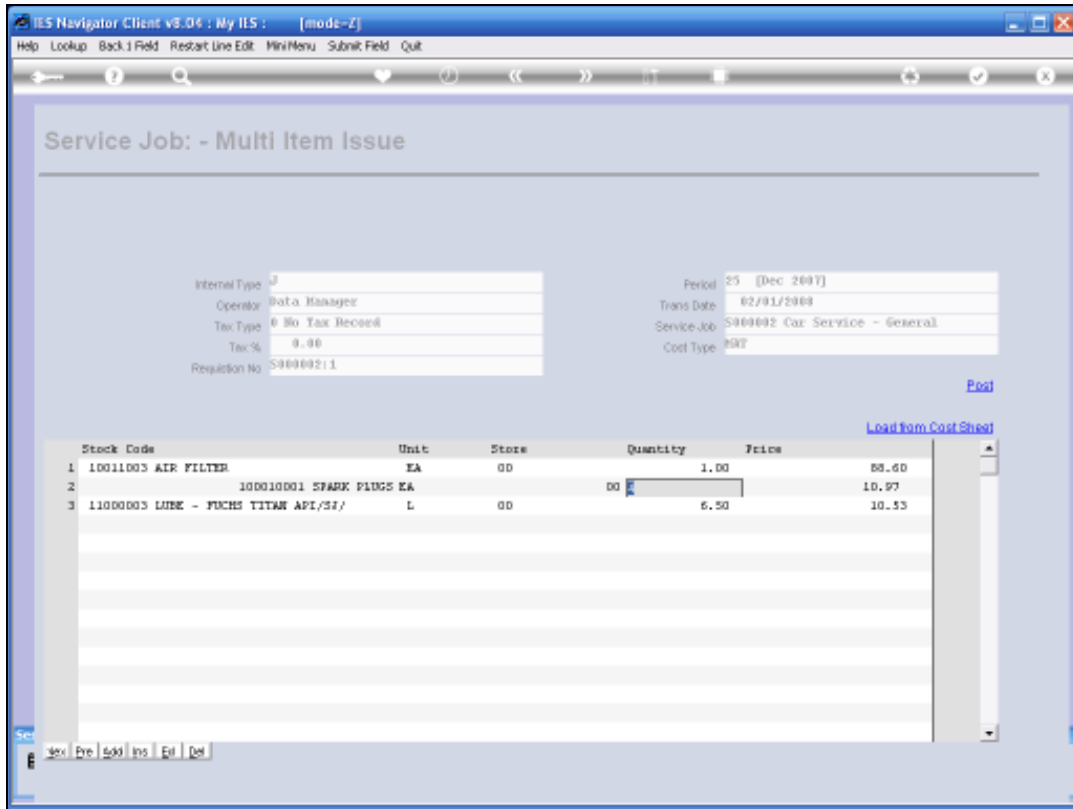 IES Navigator Client v8.04 : My IES : [mode-Z]
Help Lookup Back 1 Field Restart Line Edit Mini Menu Submit Field Quit
Service Job: - Multi Item Issue
Internal Type J
Period 25 [Dec 2007]
Operator Data Manager
Trans Date 02/01/2008
Tax Type 0 No Tax Record
Service Job S000002 Car Service - General
Tax % 0.00
Cost Type
Requistion No S000002:1
Post
Load from Cost Sheet
Stock Code Unit Store Quantity Price
1 10011003 AIR FILTER EA 00 1.00 88.60
2 100010001 SPARK PLUGS EA 00 10.97
3 11000003 LUBE - FUCHS TITAN API/SJ/ L 00 6.50 10.53
Nex Pre Add Ins Del